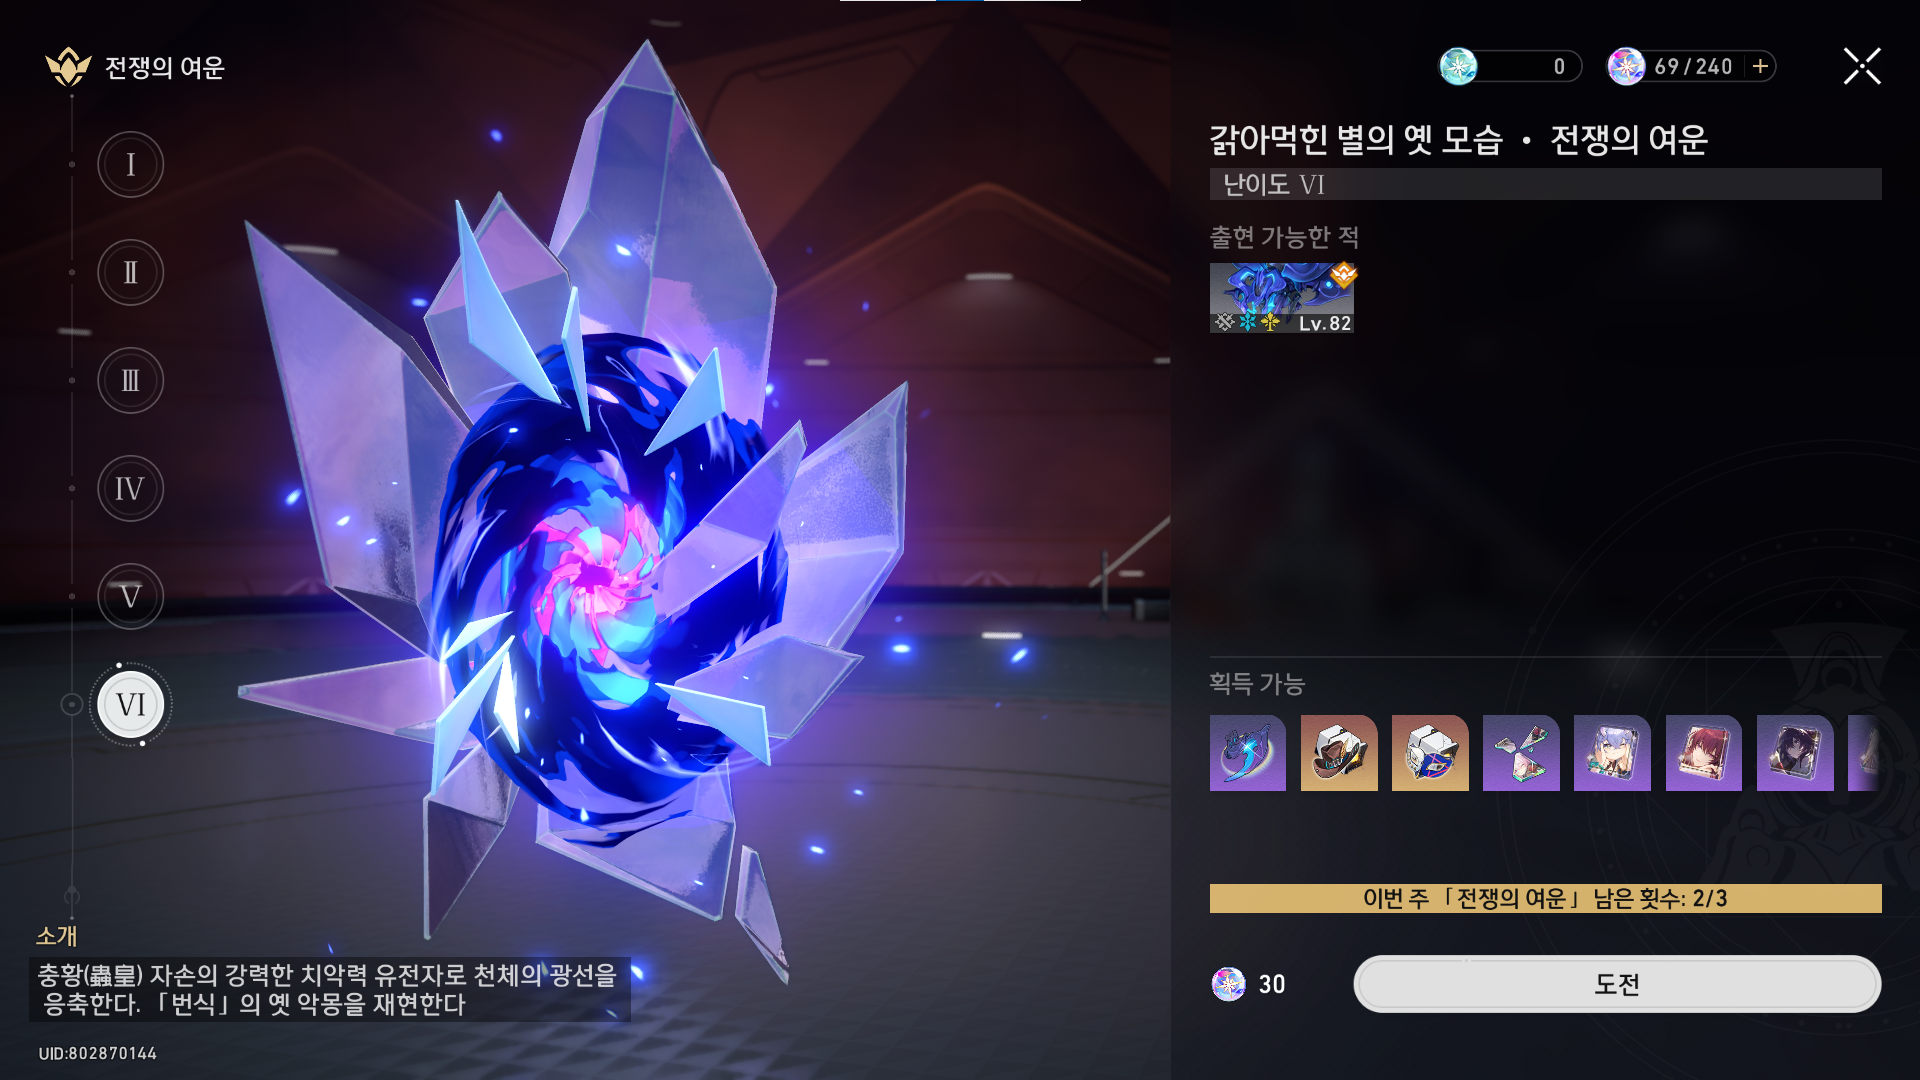 전쟁의 여운
I
II
III
IV
V
VI
소개
충황(蟲皇) 자손의 강력한 치악력 유전자로 천체의 광선을
응축한다. 「번식」의 옛 악몽을 재현한다
UID:802870144
0
69/240
갉아먹힌 별의 옛 모습 • 전쟁의 여운
난이도 VI
출현 가능한 적
Lv.82
획득 가능
이번 주 「전쟁의 여운」 남은 횟수: 2/3
30
도전